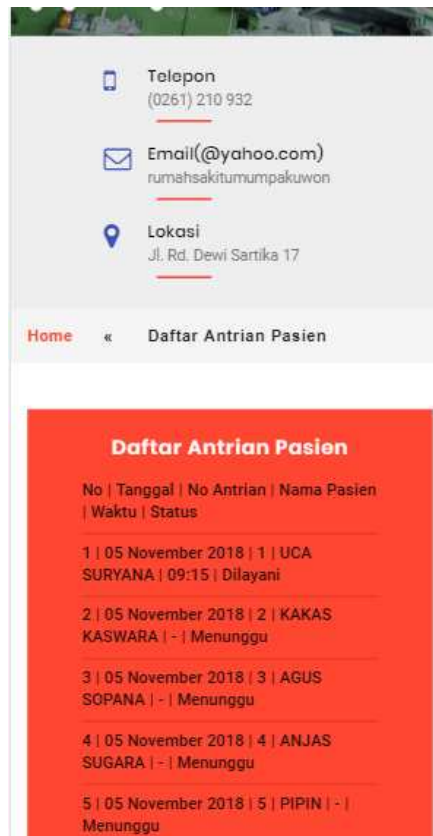 Telepon
(0261) 210 932
Email(@yahoo.com)
rumahsakitumumpakuwon
Lokasi
Jl. Rd. Dewi Sartika 17
Home « Daftar Antrian Pasien
Daftar Antrian Pasien
No | Tanggal | No Antrian | Nama Pasien
| Waktu | Status
1 | 05 November 2018 | 1 | UCA
SURYANA | 09:15 | Dilayani
2 | 05 November 2018 | 2 | KAKAS
KASWARA | - | Menunggu
3 | 05 November 2018 | 3 | AGUS
SOPANA | - | Menunggu
4 | 05 November 2018 | 4 | ANJAS
SUGARA | - | Menunggu
5 | 05 November 2018 | 5 | PIPIN | - |
Menunggu